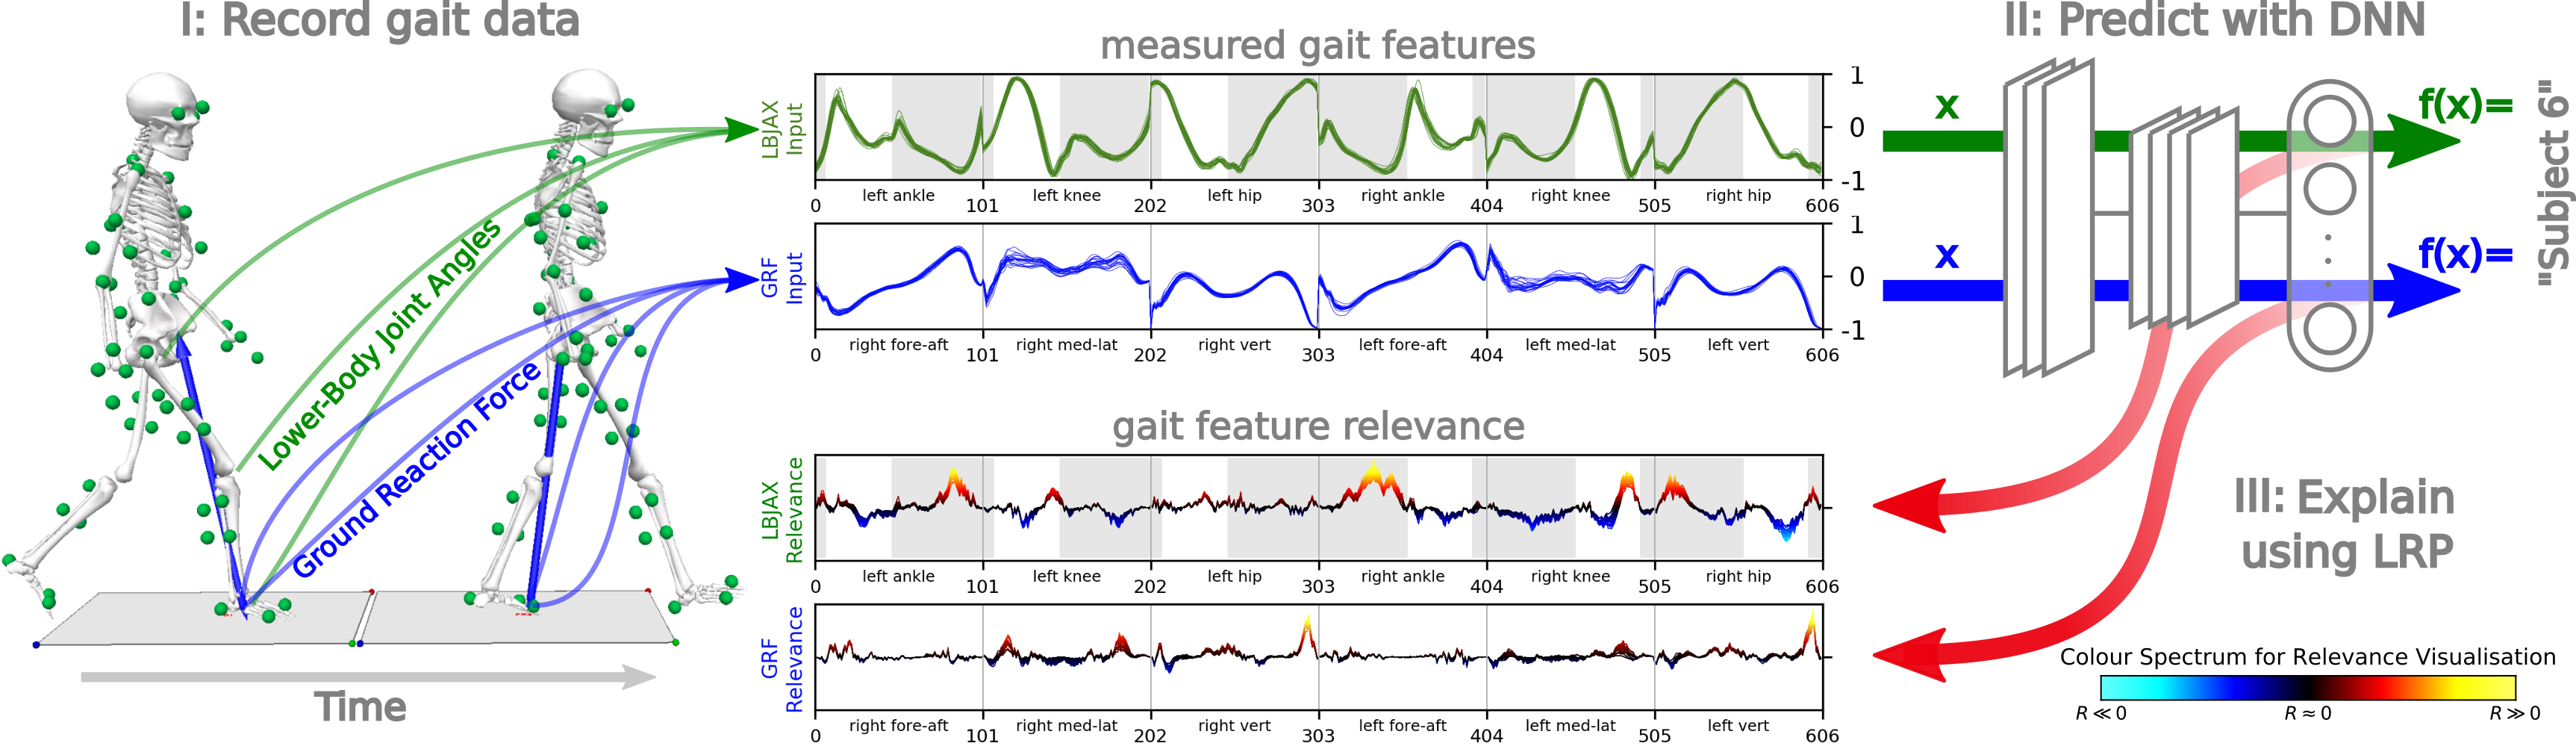 I: Record gait data
Lower-Body Joint Angles
Ground Reaction Force
Time
measured gait features
LBJAX
Input
1
0
-1
left ankle
left knee
left hip
right ankle
right knee
right hip
0 101 202 303 404 505 606
GRF
Input
1
0
-1
right fore-aft
right med-lat
right vert
left fore-aft
left med-lat
left vert
0 101 202 303 404 505 606
gait feature relevance
LBJAX
Relevance
left ankle
left knee
left hip
right ankle
right knee
right hip
0 101 202 303 404 505 606
GRF
Relevance
right fore-aft
right med-lat
right vert
left fore-aft
left med-lat
left vert
0 101 202 303 404 505 606
II: Predict with DNN
x
f(x)=
x
f(x)=
"Subject 6"
III: Explain
using LRP
Colour Spectrum for Relevance Visualisation
R ≪ 0
R ≈ 0
R ≫ 0